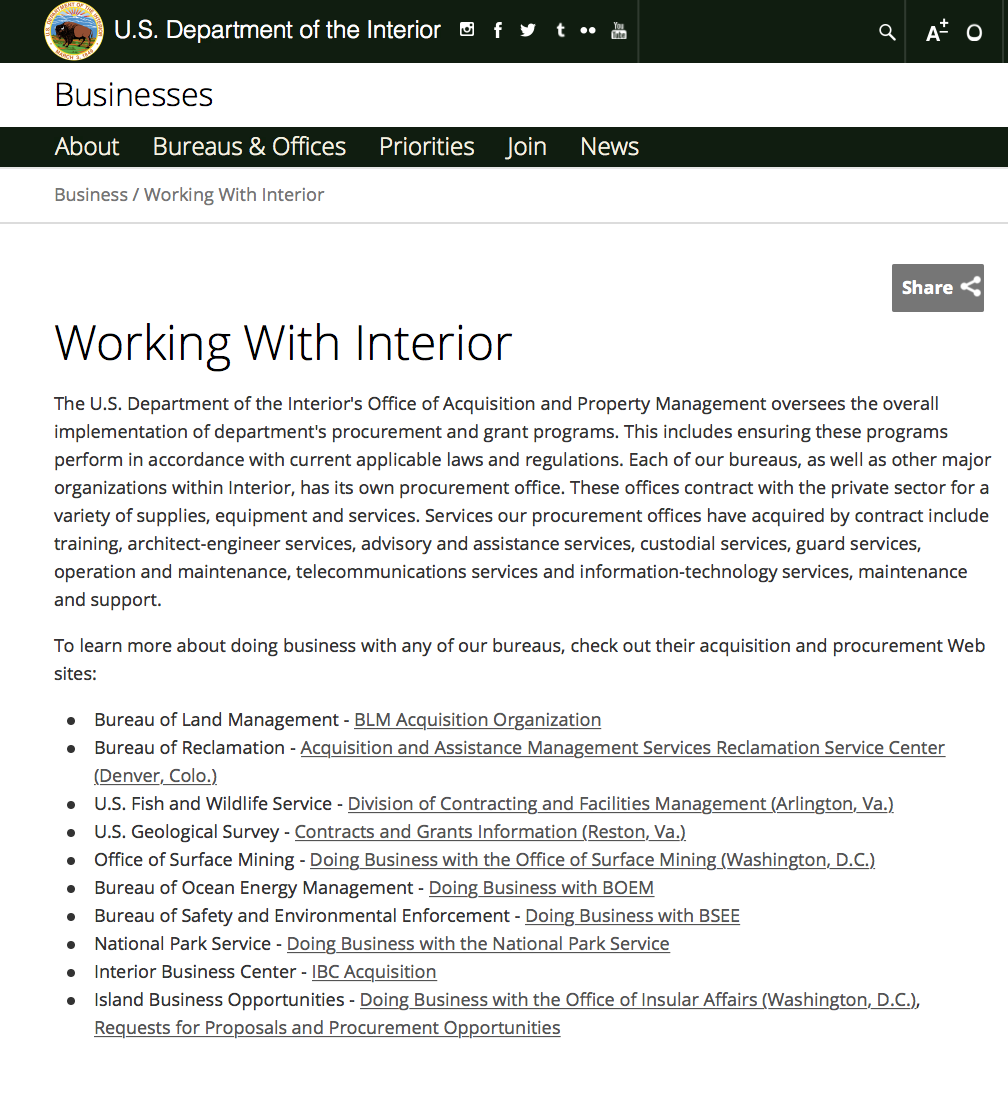 U.S. Department of the Interior
Businesses
About Bureaus & Offices Priorities Join News
Business / Working With Interior
Share
Working With Interior
The U.S. Department of the Interior's Office of Acquisition and Property Management oversees the overall
implementation of department's procurement and grant programs. This includes ensuring these programs
perform in accordance with current applicable laws and regulations. Each of our bureaus, as well as other major
organizations within Interior, has its own procurement office. These offices contract with the private sector for a
variety of supplies, equipment and services. Services our procurement offices have acquired by contract include
training, architect-engineer services, advisory and assistance services, custodial services, guard services,
operation and maintenance, telecommunications services and information-technology services, maintenance
and support.
To learn more about doing business with any of our bureaus, check out their acquisition and procurement Web
sites:
Bureau of Land Management - BLM Acquisition Organization
Bureau of Reclamation - Acquisition and Assistance Management Services Reclamation Service Center
(Denver, Colo.)
U.S. Fish and Wildlife Service - Division of Contracting and Facilities Management (Arlington, Va.)
U.S. Geological Survey - Contracts and Grants Information (Reston, Va.)
Office of Surface Mining - Doing Business with the Office of Surface Mining (Washington, D.C.)
Bureau of Ocean Energy Management - Doing Business with BOEM
Bureau of Safety and Environmental Enforcement - Doing Business with BSEE
National Park Service - Doing Business with the National Park Service
Interior Business Center - IBC Acquisition
Island Business Opportunities - Doing Business with the Office of Insular Affairs (Washington, D.C.),
Requests for Proposals and Procurement Opportunities